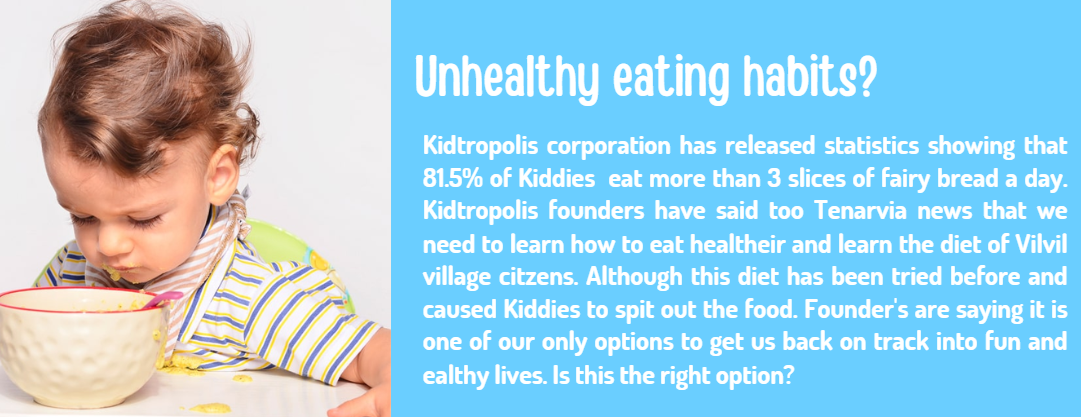 Unhealthy eating habits?
Kidtropolis corporation has released statistics showing that
81.5% of Kiddies eat more than 3 slices of fairy bread a day.
Kidtropolis founders have said too Tenarvia news that we
need to learn how to eat healtheir and learn the diet of Vilvil
village citzens. Although this diet has been tried before and
caused Kiddies to spit out the food. Founder's are saying it is
one of our only options to get us back on track into fun and
ealthy lives. Is this the right option?